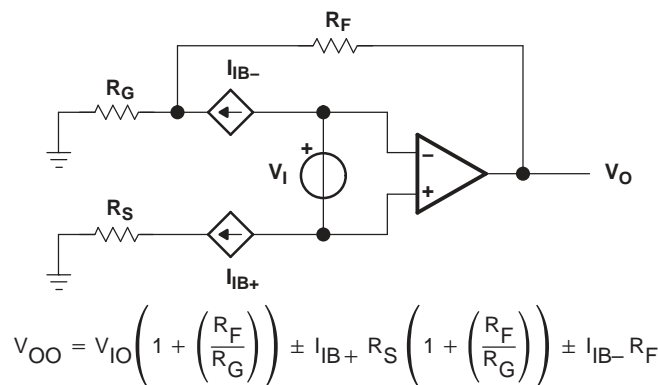 R_F
I_IB–
R_G
+
V_I
–
+
V_O
R_S
I_IB+
V_OO = V_IO(1 + (R_F/R_G)) ± I_IB+ R_S(1 + (R_F/R_G)) ± I_IB– R_F